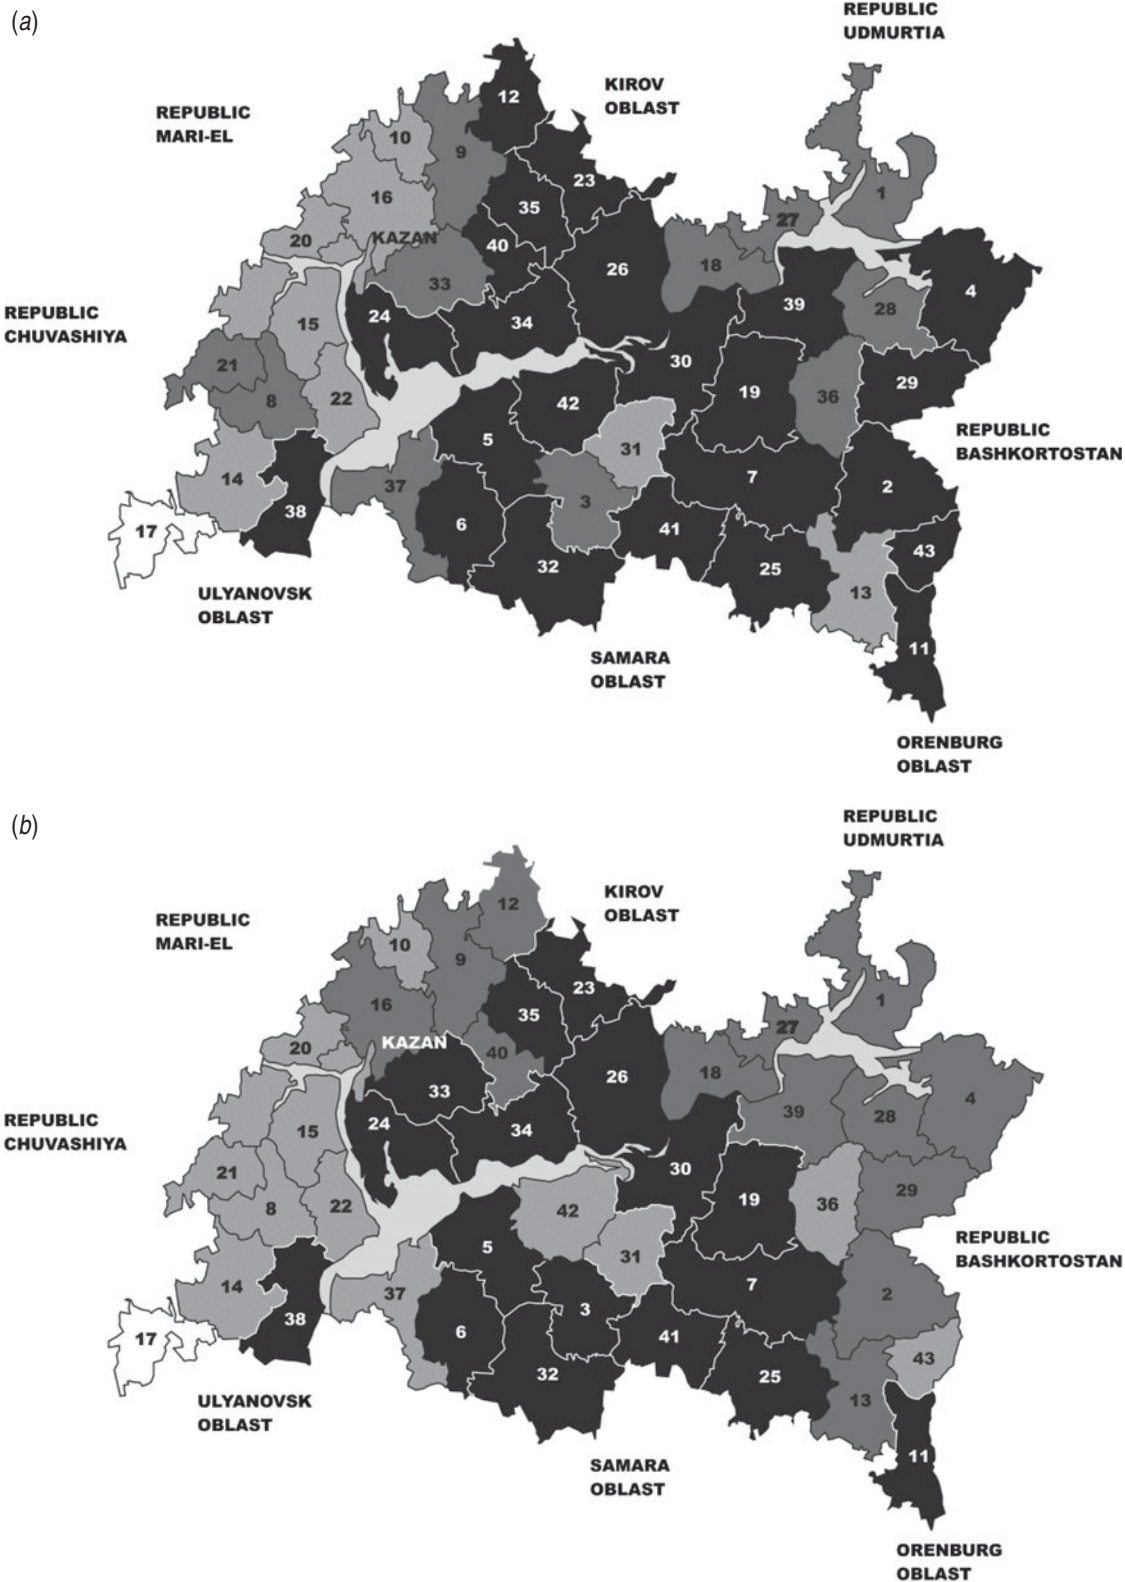 (a)
REPUBLIC
UDMURTIA
12
KIROV
OBLAST
REPUBLIC
MARI-EL
10
9
23
1
16
35
27
20
KAZAN
40
26
18
33
4
REPUBLIC
CHUVASHIYA
15
24
34
39
28
21
30
8
22
42
19
36
29
5
31
REPUBLIC
BASHKORTOSTAN
14
37
7
2
17
38
6
3
41
43
32
25
13
ULYANOVSK
OBLAST
11
SAMARA
OBLAST
ORENBURG
OBLAST
(b)
REPUBLIC
UDMURTIA
12
KIROV
OBLAST
REPUBLIC
MARI-EL
10
9
23
1
16
35
27
20
KAZAN
40
26
18
33
4
REPUBLIC
CHUVASHIYA
15
24
34
39
28
21
30
8
22
42
19
36
29
5
31
REPUBLIC
BASHKORTOSTAN
14
37
7
2
17
38
6
3
41
43
32
25
13
ULYANOVSK
OBLAST
11
SAMARA
OBLAST
ORENBURG
OBLAST